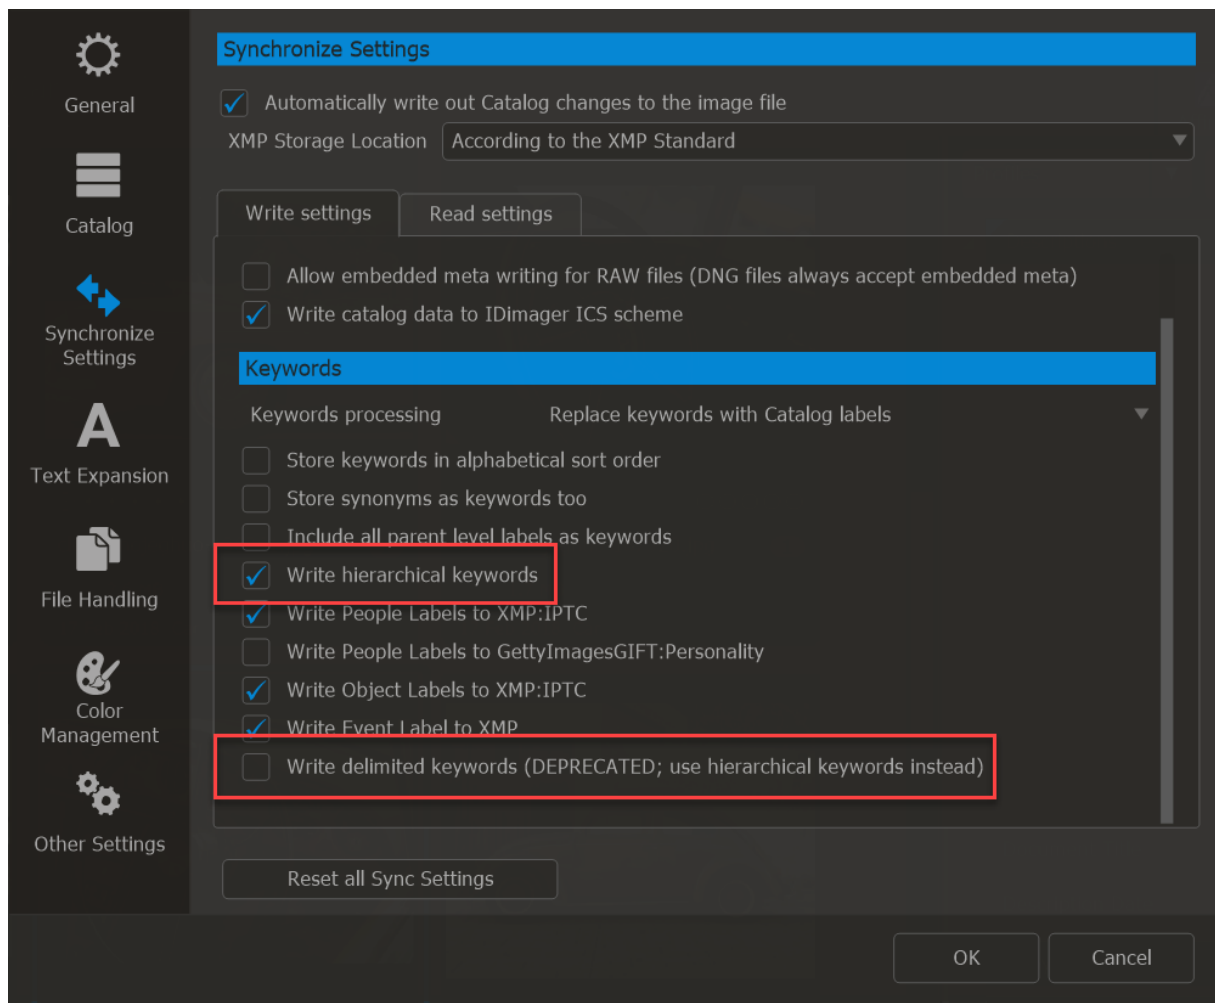 General
Catalog
Synchronize
Settings
Text Expansion
File Handling
Color
Management
Other Settings
Synchronize Settings
Automatically write out Catalog changes to the image file
XMP Storage Location According to the XMP Standard
Write settings Read settings
Allow embedded meta writing for RAW files (DNG files always accept embedded meta)
Write catalog data to IDimager ICS scheme
Keywords
Keywords processing Replace keywords with Catalog labels
Store keywords in alphabetical sort order
Store synonyms as keywords too
Include all parent level labels as keywords
Write hierarchical keywords
Write People Labels to XMP:IPTC
Write People Labels to GettyImagesGIFT:Personality
Write Object Labels to XMP:IPTC
Write Event Label to XMP
Write delimited keywords (DEPRECATED; use hierarchical keywords instead)
Reset all Sync Settings
OK Cancel